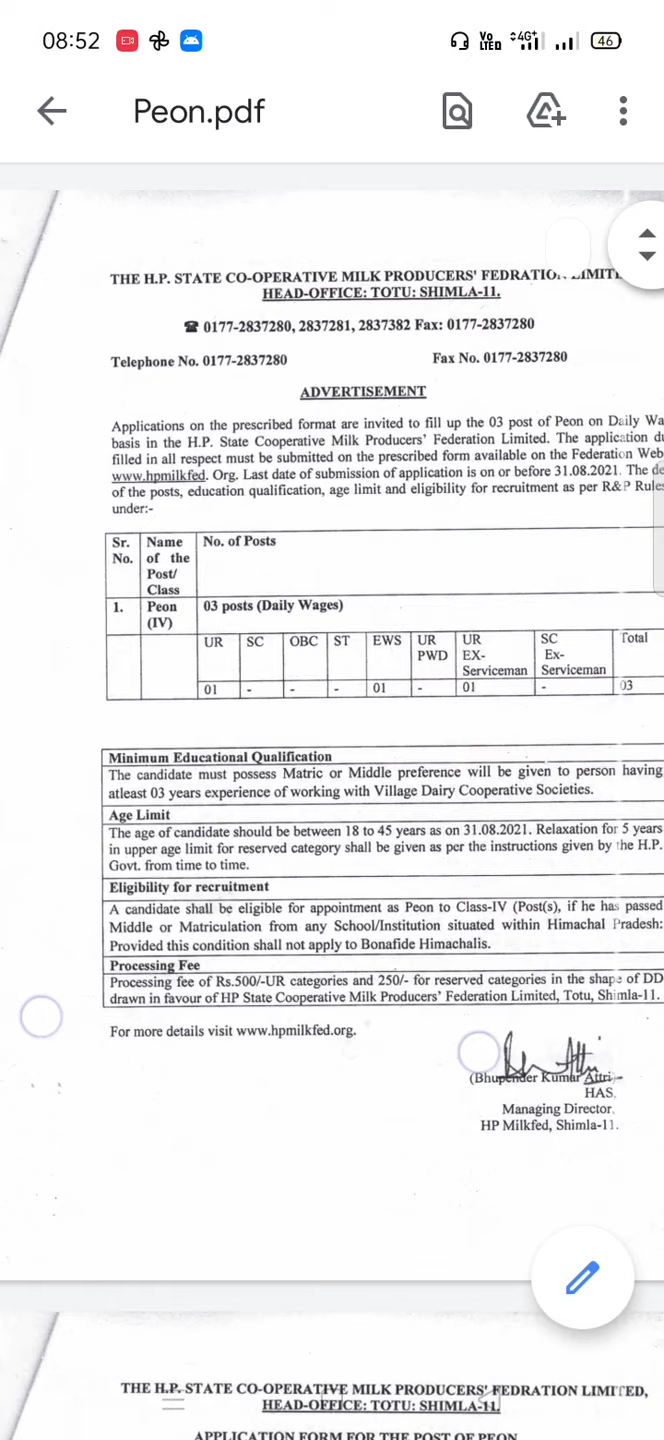 08:52
Vo LTED 4G+ 46
Peon.pdf
THE H.P. STATE CO-OPERATIVE MILK PRODUCERS' FEDRATIO
HEAD-OFFICE: TOTU: SHIMLA-11.
☎ 0177-2837280, 2837281, 2837382 Fax: 0177-2837280
Telephone No. 0177-2837280 Fax No. 0177-2837280
ADVERTISEMENT
Applications on the prescribed format are invited to fill up the 03 post of Peon on Daily Wa
basis in the H.P. State Cooperative Milk Producers' Federation Limited. The application du
filled in all respect must be submitted on the prescribed form available on the Federation Web
www.hpmilkfed. Org. Last date of submission of application is on or before 31.08.2021. The de
of the posts, education qualification, age limit and eligibility for recruitment as per R&P Rules
under:-
Sr. No. Name of the Post/ Class No. of Posts
1. Peon (IV) 03 posts (Daily Wages)
UR SC OBC ST EWS UR PWD UR EX- Serviceman SC Ex- Serviceman Total
01 - - - 01 - 01 - 03
Minimum Educational Qualification
The candidate must possess Matric or Middle preference will be given to person having
atleast 03 years experience of working with Village Dairy Cooperative Societies.
Age Limit
The age of candidate should be between 18 to 45 years as on 31.08.2021. Relaxation for 5 years
in upper age limit for reserved category shall be given as per the instructions given by the H.P.
Govt. from time to time.
Eligibility for recruitment
A candidate shall be eligible for appointment as Peon to Class-IV (Post(s), if he has passed
Middle or Matriculation from any School/Institution situated within Himachal Pradesh:
Provided this condition shall not apply to Bonafide Himachalis.
Processing Fee
Processing fee of Rs.500/-UR categories and 250/- for reserved categories in the shape of DD
drawn in favour of HP State Cooperative Milk Producers' Federation Limited, Totu, Shimla-11.
For more details visit www.hpmilkfed.org.
(Bhupender Kumar Attri)
HAS,
Managing Director,
HP Milkfed, Shimla-11.
THE H.P. STATE CO-OPERATIVE MILK PRODUCERS' FEDRATION LIMITED,
HEAD-OFFICE: TOTU: SHIMLA-11.
APPLICATION FORM FOR THE POST OF PEON